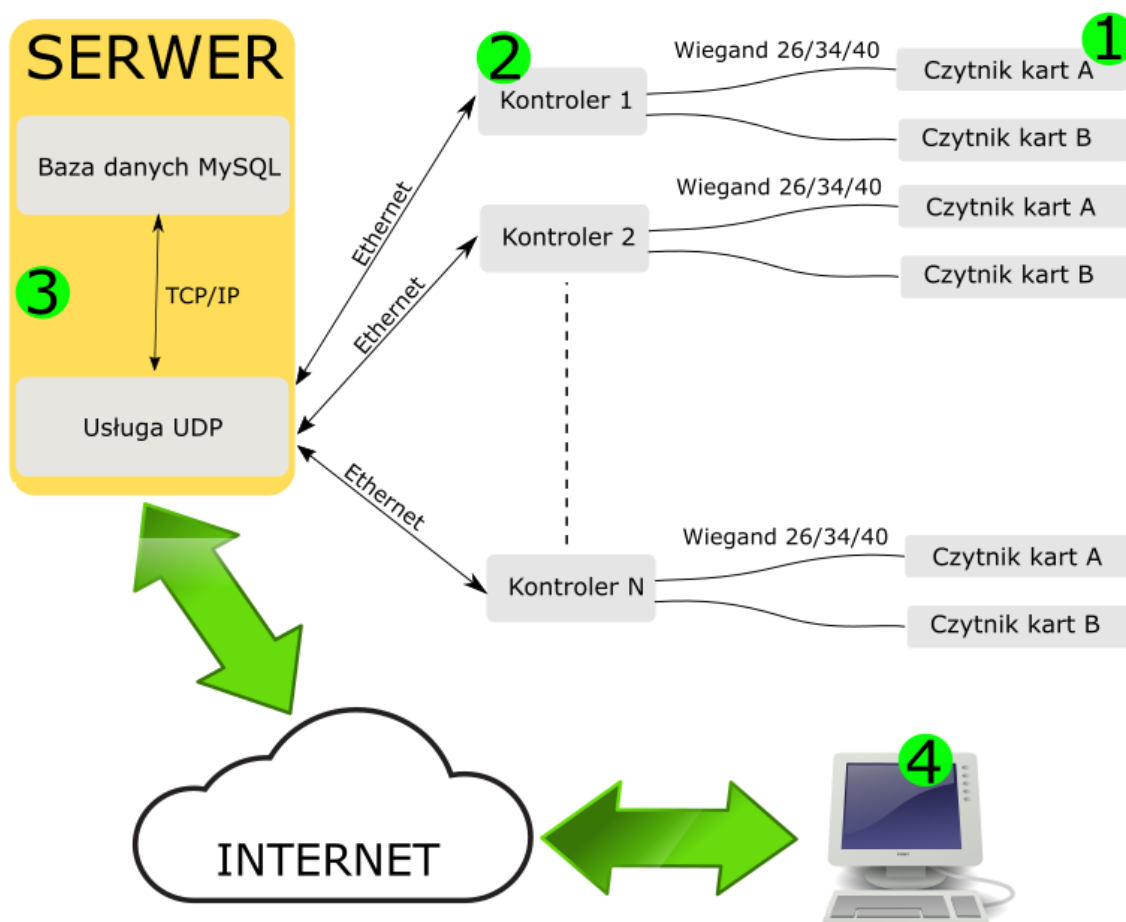 SERWER
Baza danych MySQL
3
TCP/IP
Usługa UDP
Ethernet
Ethernet
Ethernet
2
Kontroler 1
Wiegand 26/34/40
1
Czytnik kart A
Czytnik kart B
Kontroler 2
Wiegand 26/34/40
Czytnik kart A
Czytnik kart B
Kontroler N
Wiegand 26/34/40
Czytnik kart A
Czytnik kart B
INTERNET
4